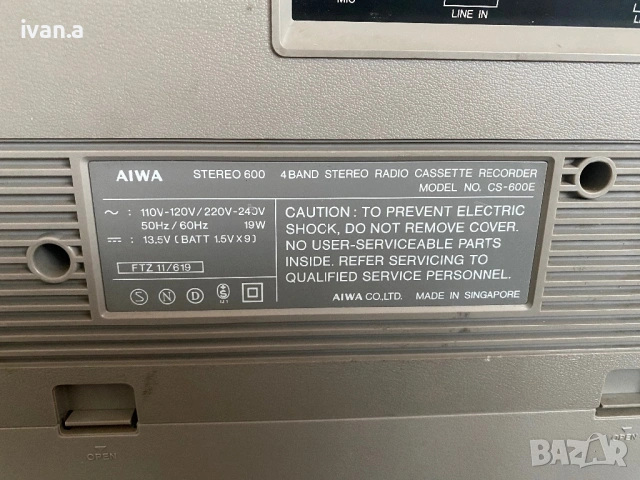 ivan.a
LINE IN
AIWA STEREO 600 4 BAND STEREO RADIO CASSETTE RECORDER
MODEL NO. CS-600E
~ : 110V-120V/220V-240V
50Hz/60Hz 19W
⎓ : 13.5V (BATT 1.5V X 9)
FTZ 11/619
S N D
CAUTION : TO PREVENT ELECTRIC
SHOCK, DO NOT REMOVE COVER.
NO USER-SERVICEABLE PARTS
INSIDE. REFER SERVICING TO
QUALIFIED SERVICE PERSONNEL.
AIWA CO.,LTD. MADE IN SINGAPORE
OPEN
OPEN
BAZAR